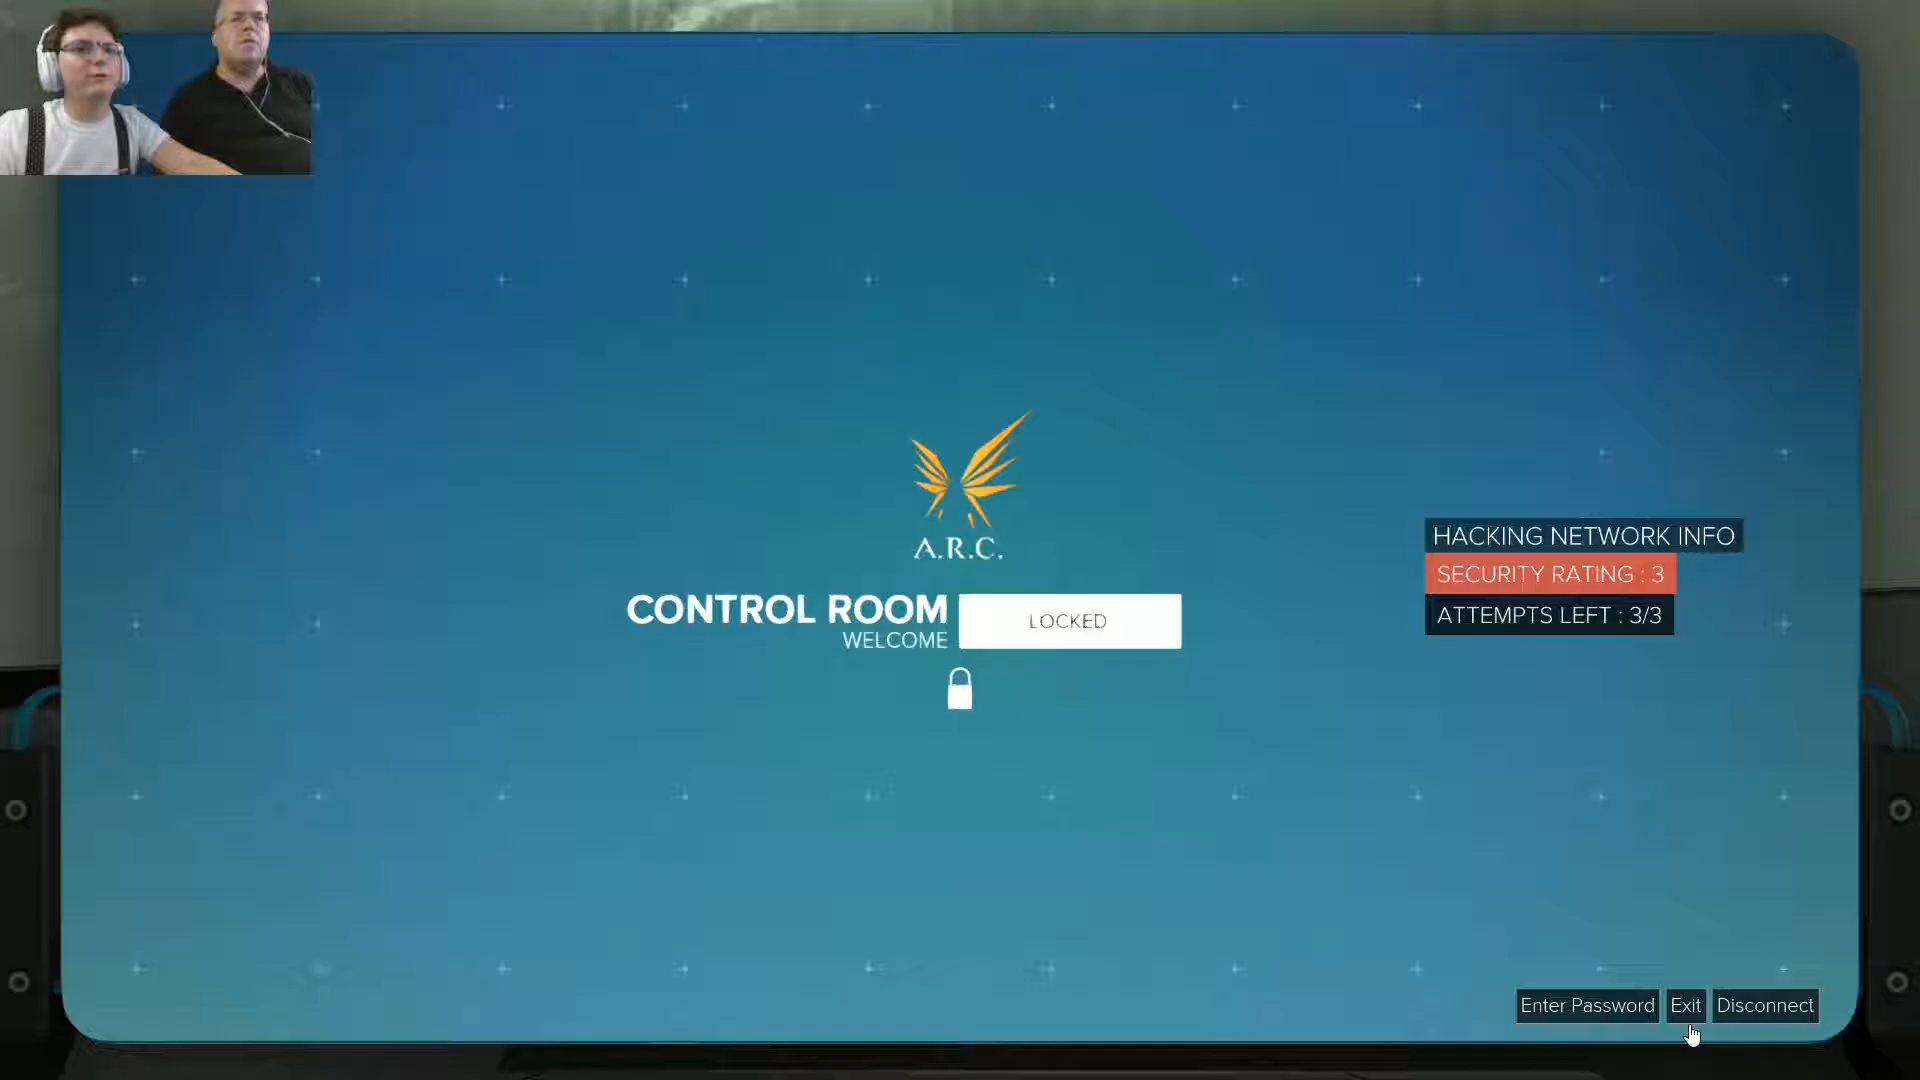 A.R.C.
CONTROL ROOM
WELCOME
LOCKED
HACKING NETWORK INFO
SECURITY RATING : 3
ATTEMPTS LEFT : 3/3
Enter Password
Exit
Disconnect